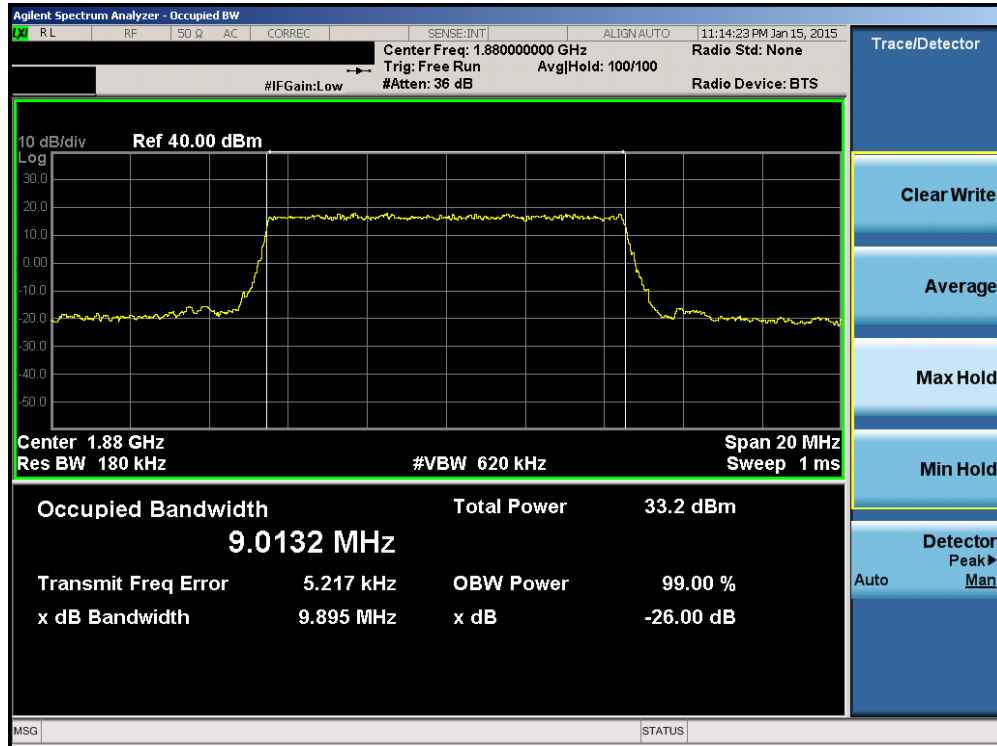 Agilent Spectrum Analyzer - Occupied BW
LXI RL RF 50 Ω AC CORREC SENSE:INT ALIGN AUTO 11:14:23 PM Jan 15, 2015
Center Freq: 1.880000000 GHz Radio Std: None
Trig: Free Run Avg|Hold: 100/100
#IFGain:Low #Atten: 36 dB Radio Device: BTS
10 dB/div Ref 40.00 dBm
Log
30.0
20.0
10.0
0.00
-10.0
-20.0
-30.0
-40.0
-50.0
Center 1.88 GHz Span 20 MHz
Res BW 180 kHz #VBW 620 kHz Sweep 1 ms
Occupied Bandwidth Total Power 33.2 dBm
9.0132 MHz
Transmit Freq Error 5.217 kHz OBW Power 99.00 %
x dB Bandwidth 9.895 MHz x dB -26.00 dB
MSG STATUS
Trace/Detector
Clear Write
Average
Max Hold
Min Hold
Detector
Peak▶
Auto Man